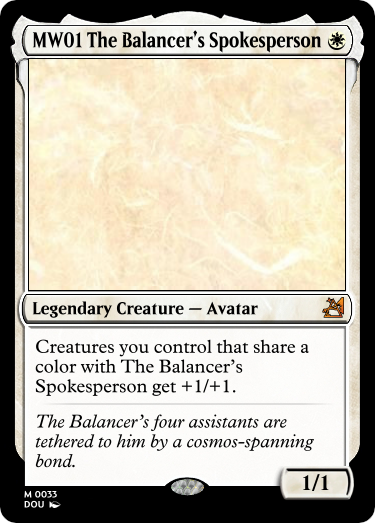 MW01 The Balancer's Spokesperson
Legendary Creature — Avatar
Creatures you control that share a
color with The Balancer's
Spokesperson get +1/+1.
The Balancer's four assistants are
tethered to him by a cosmos-spanning
bond.
1/1
M 0033
DOU